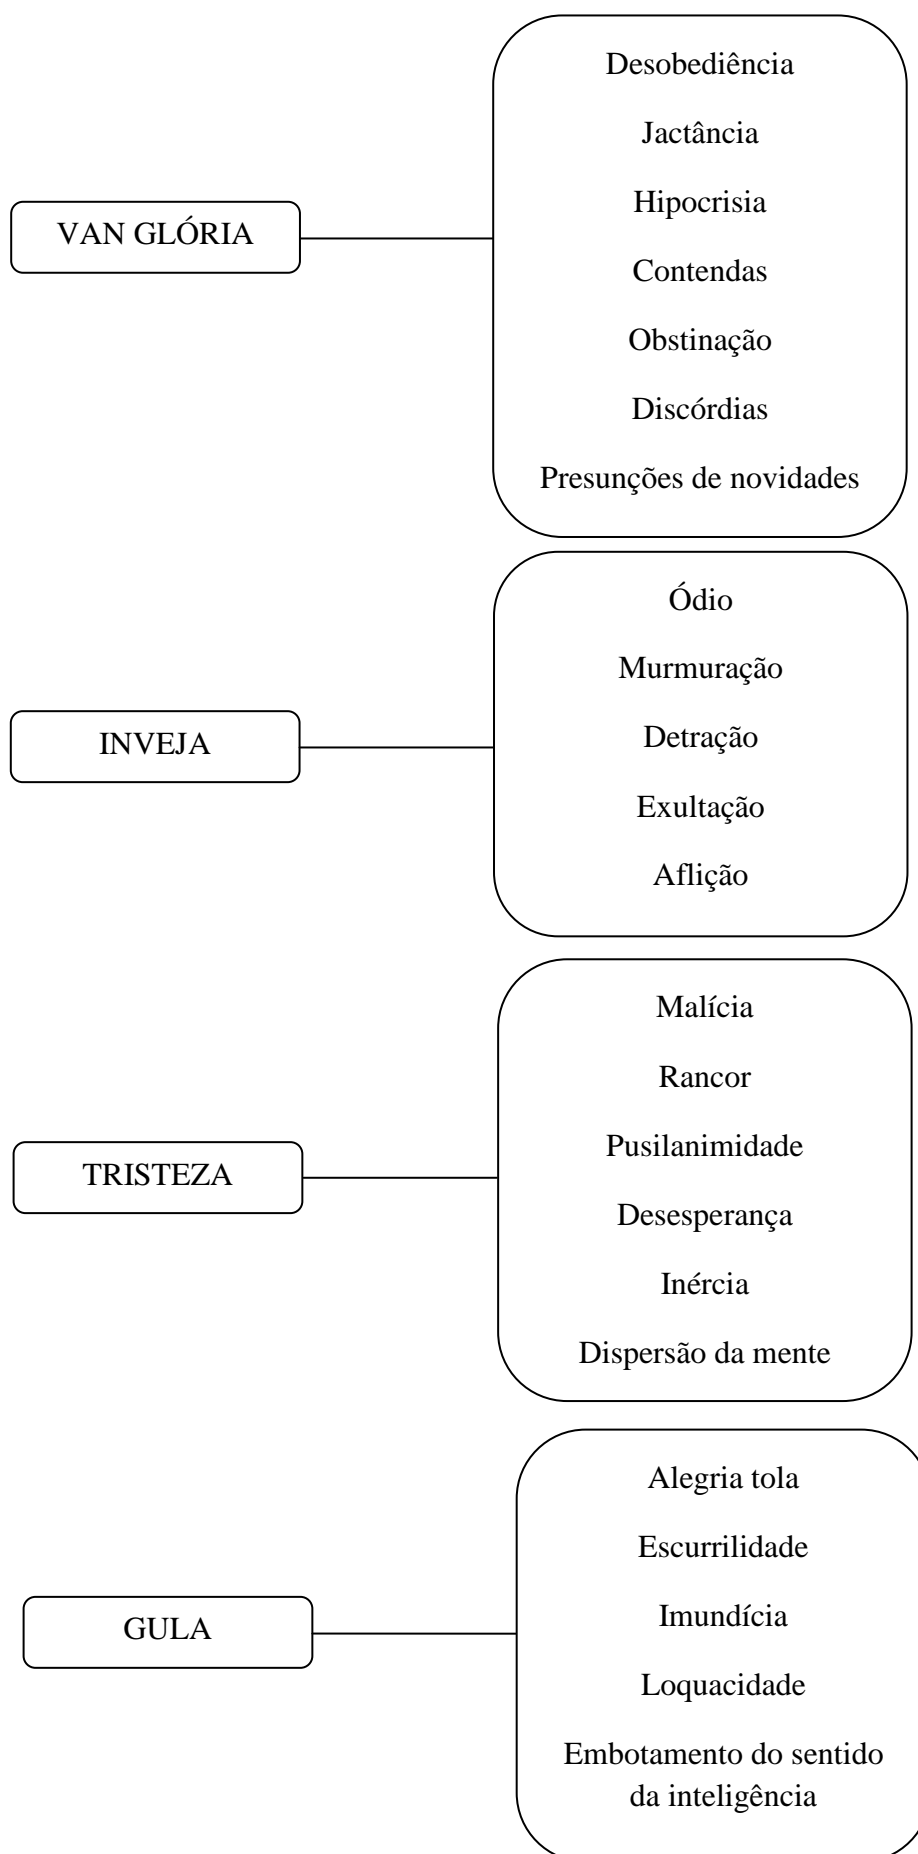 VAN GLÓRIA
Desobediência
Jactância
Hipocrisia
Contendas
Obstinação
Discórdias
Presunções de novidades
INVEJA
Ódio
Murmuração
Detração
Exultação
Aflição
TRISTEZA
Malícia
Rancor
Pusilanimidade
Desesperança
Inércia
Dispersão da mente
GULA
Alegria tola
Escurrilidade
Imundícia
Loquacidade
Embotamento do sentido
da inteligência